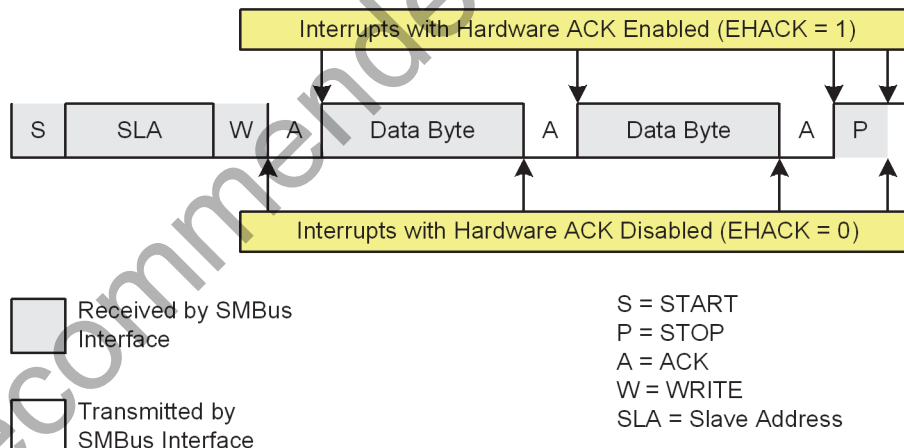 Interrupts with Hardware ACK Enabled (EHACK = 1)
S SLA W A Data Byte A Data Byte A P
Interrupts with Hardware ACK Disabled (EHACK = 0)
Received by SMBus
Interface
Transmitted by
SMBus Interface
S = START
P = STOP
A = ACK
W = WRITE
SLA = Slave Address
ecommende